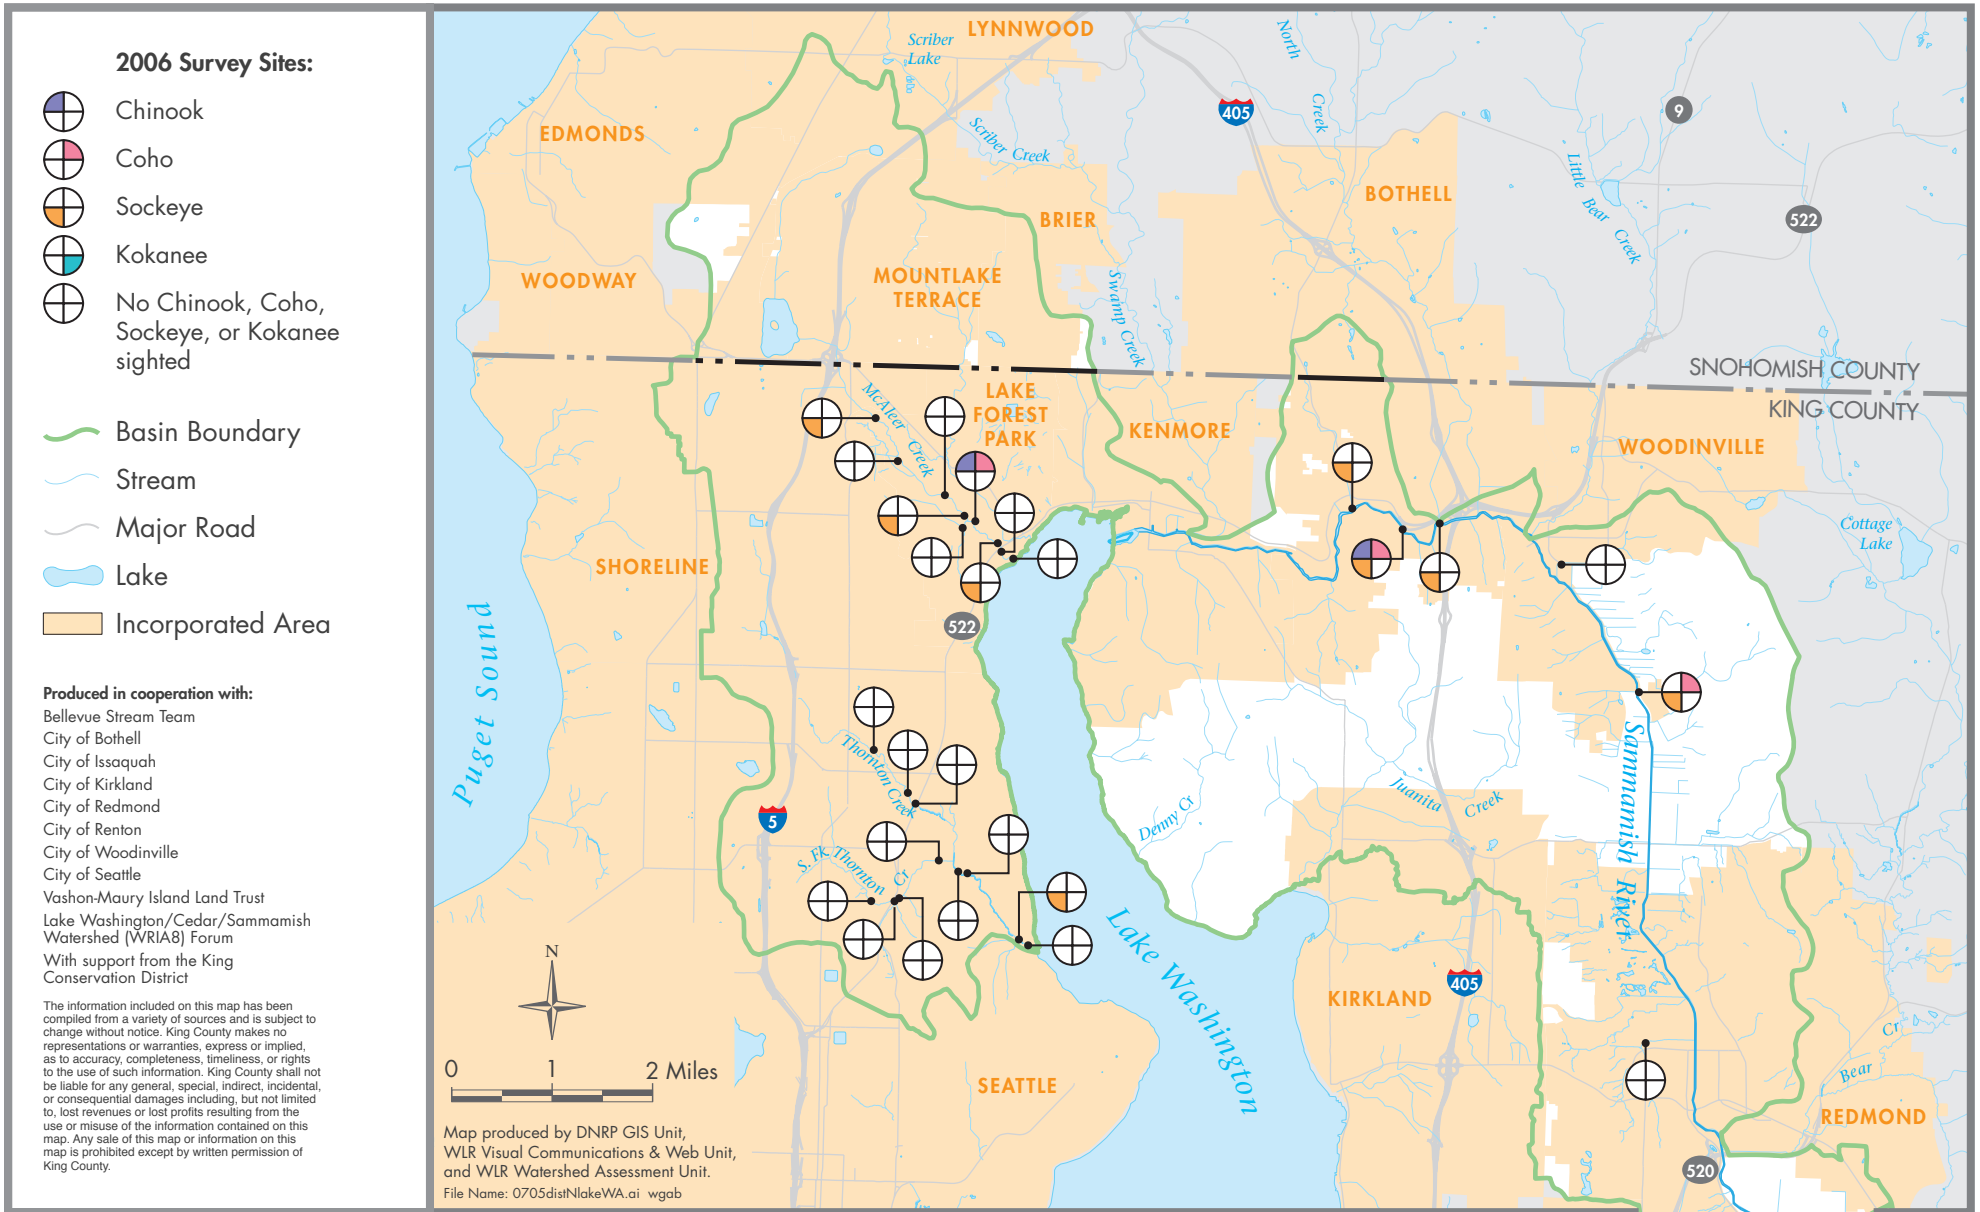 2006 Survey Sites:
Chinook
Coho
Sockeye
Kokanee
No Chinook, Coho,
Sockeye, or Kokanee
sighted
Basin Boundary
Stream
Major Road
Lake
Incorporated Area
Produced in cooperation with:
Bellevue Stream Team
City of Bothell
City of Issaquah
City of Kirkland
City of Redmond
City of Renton
City of Woodinville
City of Seattle
Vashon-Maury Island Land Trust
Lake Washington/Cedar/Sammamish
Watershed (WRIA8) Forum
With support from the King
Conservation District
The information included on this map has been
compiled from a variety of sources and is subject to
change without notice. King County makes no
representations or warranties, express or implied,
as to accuracy, completeness, timeliness, or rights
to the use of such information. King County shall not
be liable for any general, special, indirect, incidental,
or consequential damages including, but not limited
to, lost revenues or lost profits resulting from the
use or misuse of the information contained on this
map. Any sale of this map or information on this
map is prohibited except by written permission of
King County.
LYNNWOOD
Scriber
Lake
North
Creek
405
9
EDMONDS
Scriber Creek
Little Bear Creek
BOTHELL
BRIER
522
WOODWAY
MOUNTLAKE
TERRACE
Swamp Creek
SNOHOMISH COUNTY
KING COUNTY
McAleer Creek
LAKE
FOREST
PARK
KENMORE
WOODINVILLE
Cottage
Lake
SHORELINE
522
Puget Sound
Thornton Creek
Sammamish River
Juanita Creek
Denny Cr
5
S. Fk. Thornton Cr
Lake Washington
N
KIRKLAND
405
0 1 2 Miles
SEATTLE
Bear Cr
REDMOND
520
Map produced by DNRP GIS Unit,
WLR Visual Communications & Web Unit,
and WLR Watershed Assessment Unit.
File Name: 0705distNlakeWA.ai wgab